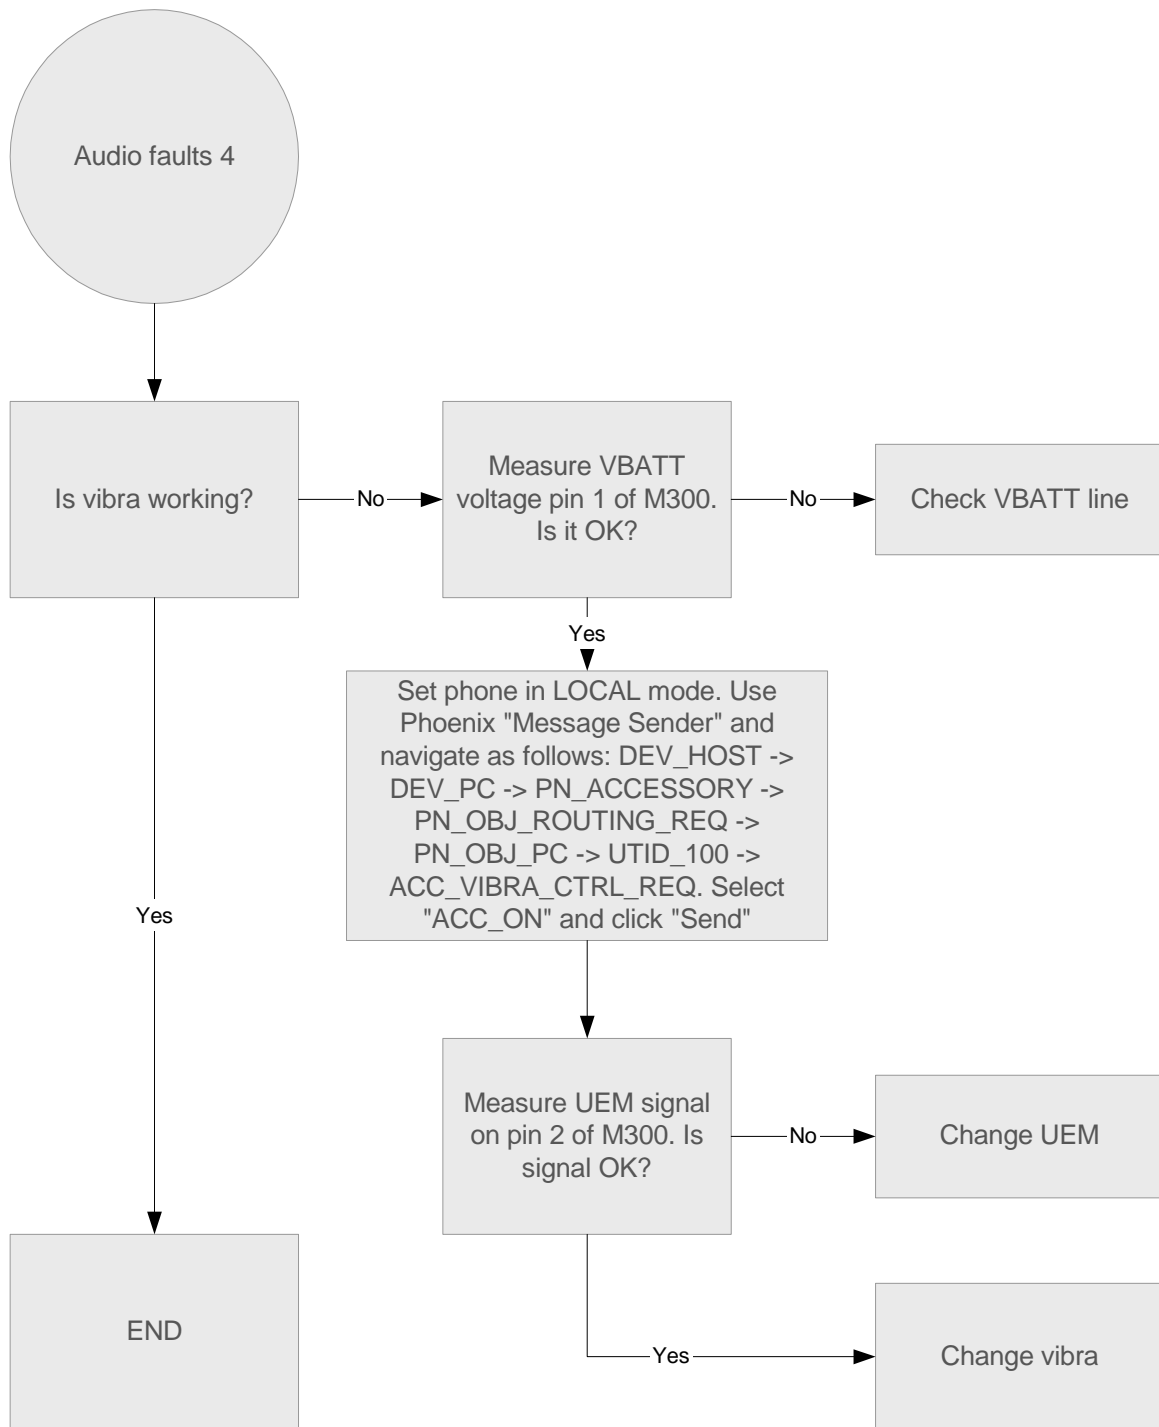 Audio faults 4
Is vibra working?
No
Measure VBATT
voltage pin 1 of M300.
Is it OK?
No
Check VBATT line
Yes
Set phone in LOCAL mode. Use
Phoenix "Message Sender" and
navigate as follows: DEV_HOST ->
DEV_PC -> PN_ACCESSORY ->
PN_OBJ_ROUTING_REQ ->
PN_OBJ_PC -> UTID_100 ->
ACC_VIBRA_CTRL_REQ. Select
"ACC_ON" and click "Send"
Yes
Measure UEM signal
on pin 2 of M300. Is
signal OK?
No
Change UEM
END
Yes
Change vibra